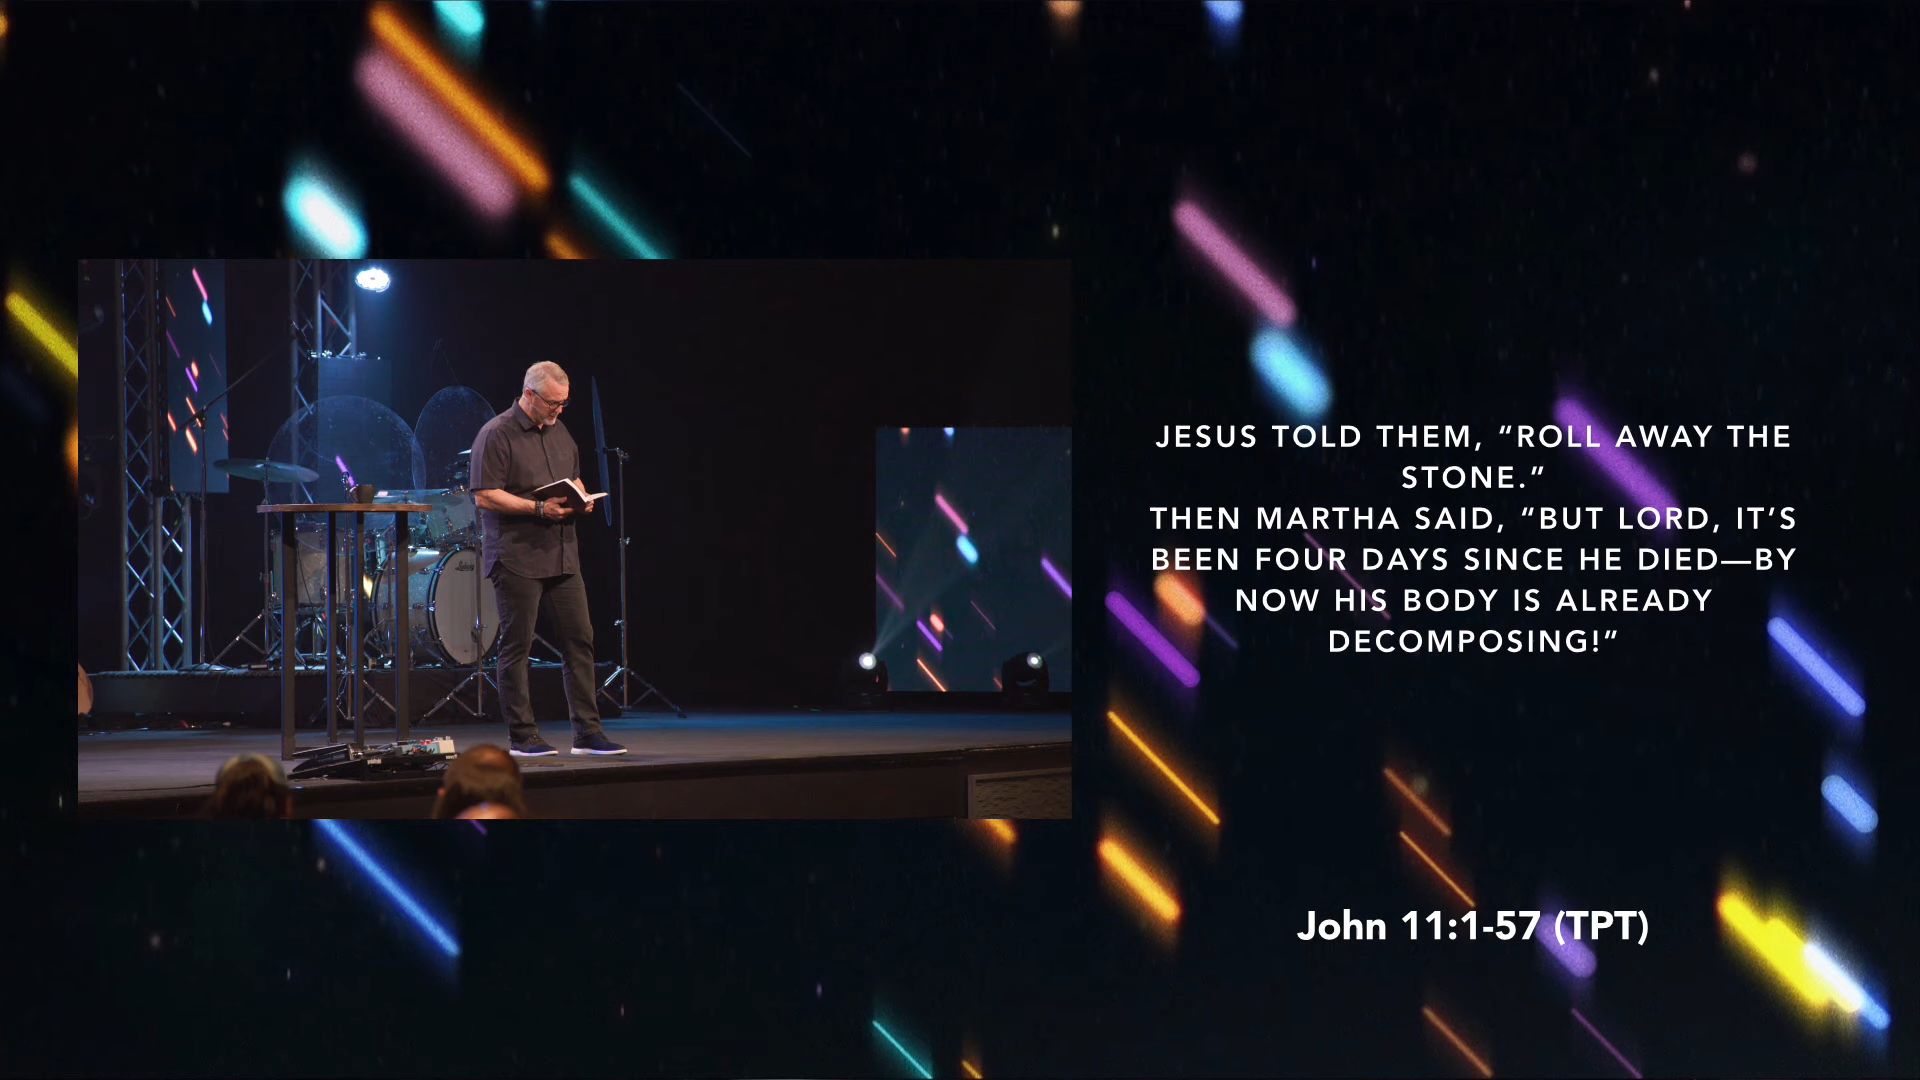 JESUS TOLD THEM, “ROLL AWAY THE
STONE.”
THEN MARTHA SAID, “BUT LORD, IT’S
BEEN FOUR DAYS SINCE HE DIED—BY
NOW HIS BODY IS ALREADY
DECOMPOSING!”
John 11:1-57 (TPT)